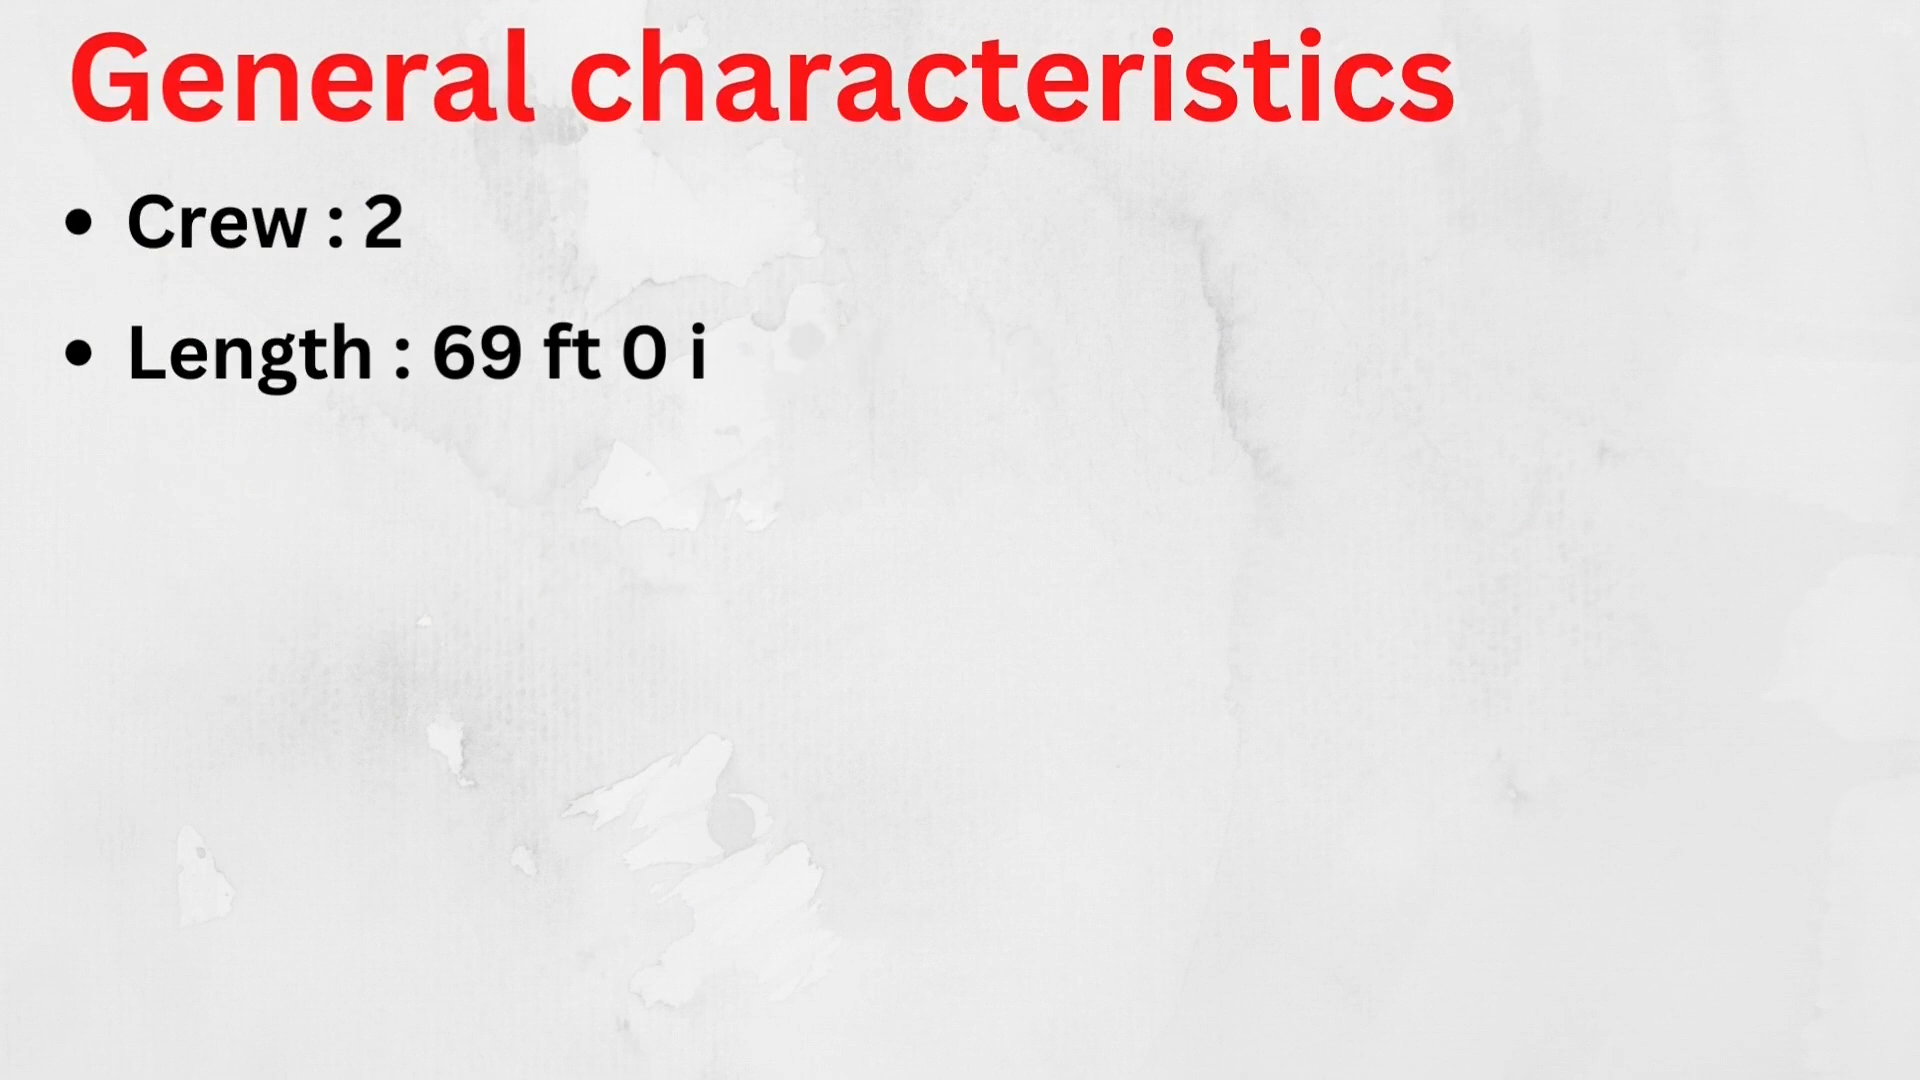 General characteristics
• Crew : 2
• Length : 69 ft 0 i